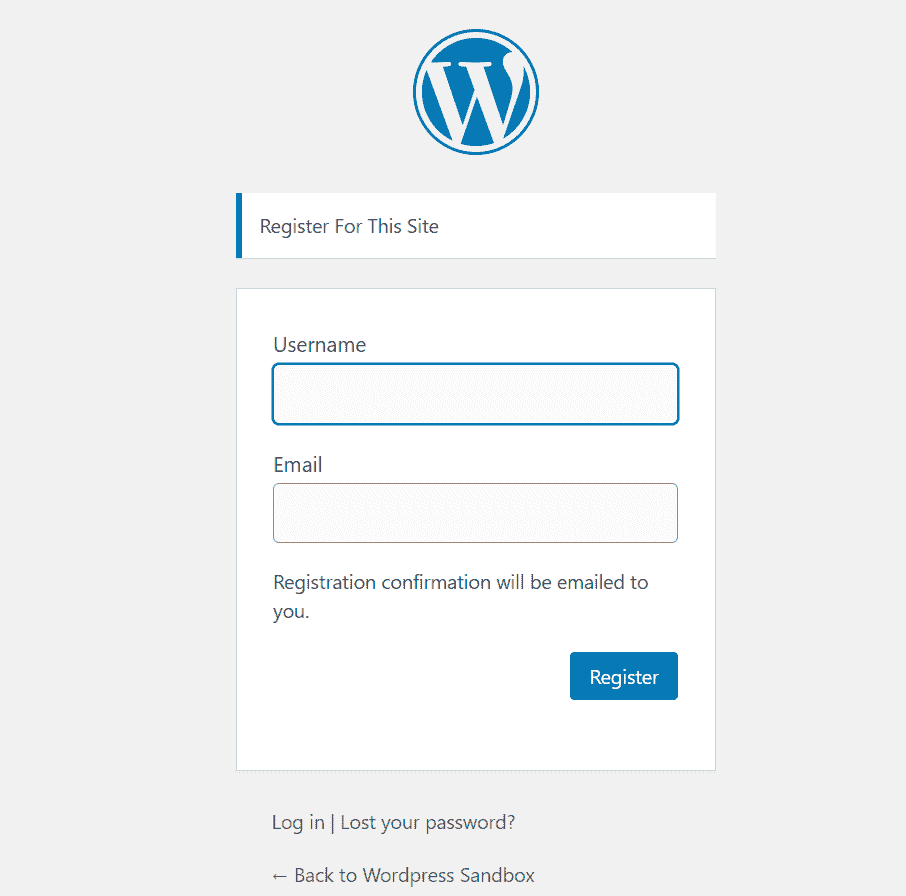 Register For This Site
Username
Email
Registration confirmation will be emailed to
you.
Register
Log in | Lost your password?
← Back to Wordpress Sandbox